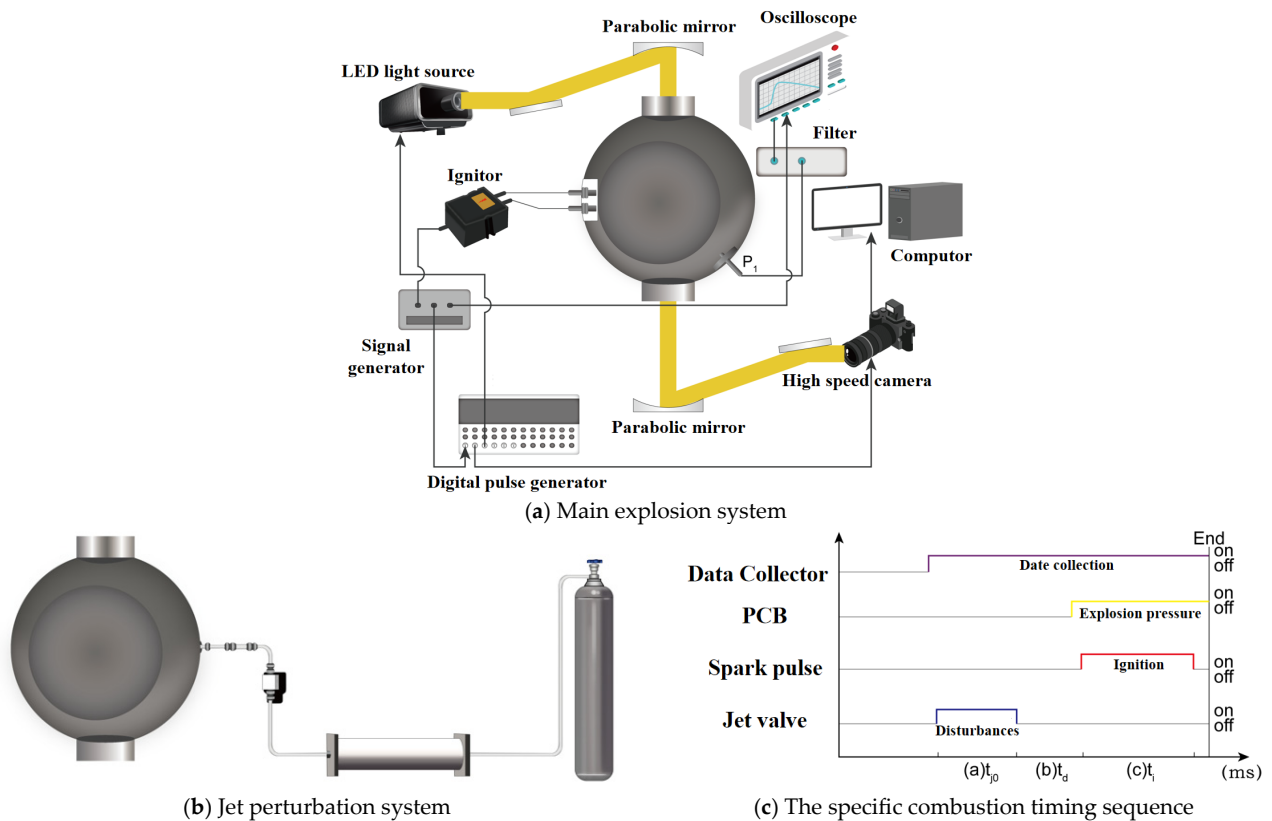 Parabolic mirror
Oscilloscope
LED light source
Filter
Ignitor
P1
Computor
Signal
generator
High speed camera
Parabolic mirror
Digital pulse generator
(a) Main explosion system
End
Data Collector
Date collection
on
off
PCB
Explosion pressure
on
off
Spark pulse
Ignition
on
off
Jet valve
Disturbances
on
off
(a)tj0
(b)td
(c)ti
(ms)
(b) Jet perturbation system
(c) The specific combustion timing sequence